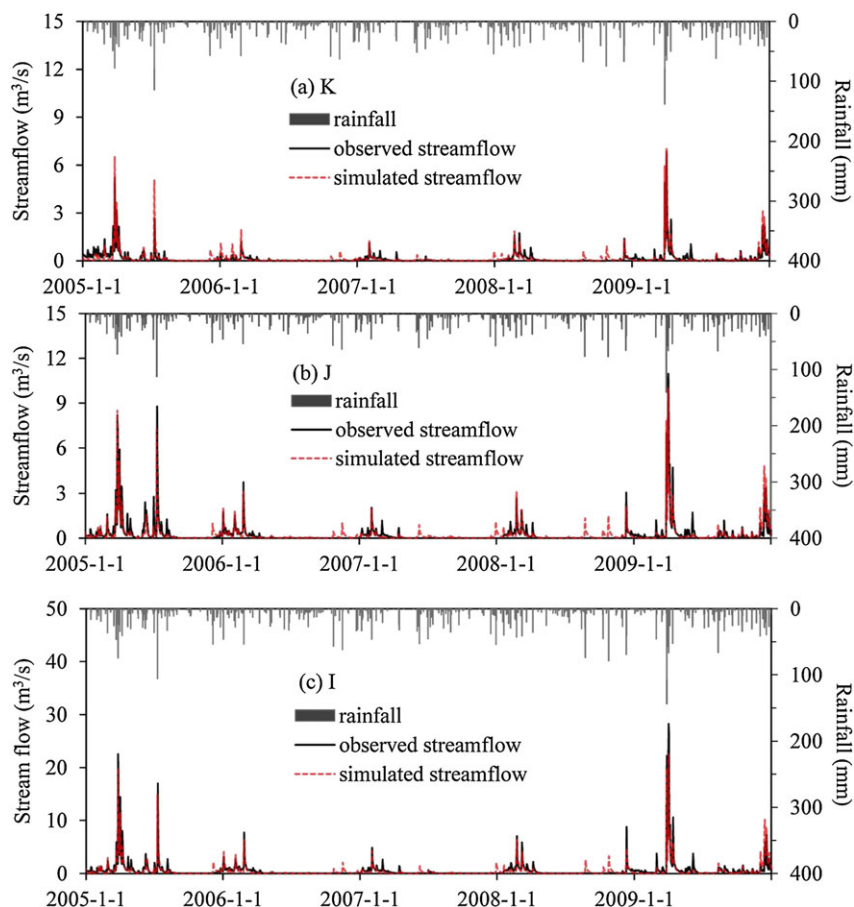 15
12
9
6
3
0
Streamflow (m³/s)
0
100
200
300
400
Rainfall (mm)
(a) K
rainfall
observed streamflow
simulated streamflow
2005-1-1 2006-1-1 2007-1-1 2008-1-1 2009-1-1
15
12
9
6
3
0
Streamflow (m³/s)
0
100
200
300
400
Rainfall (mm)
(b) J
rainfall
observed streamflow
simulated streamflow
2005-1-1 2006-1-1 2007-1-1 2008-1-1 2009-1-1
50
40
30
20
10
0
Stream flow (m³/s)
0
100
200
300
400
Rainfall (mm)
(c) I
rainfall
observed streamflow
simulated streamflow
2005-1-1 2006-1-1 2007-1-1 2008-1-1 2009-1-1